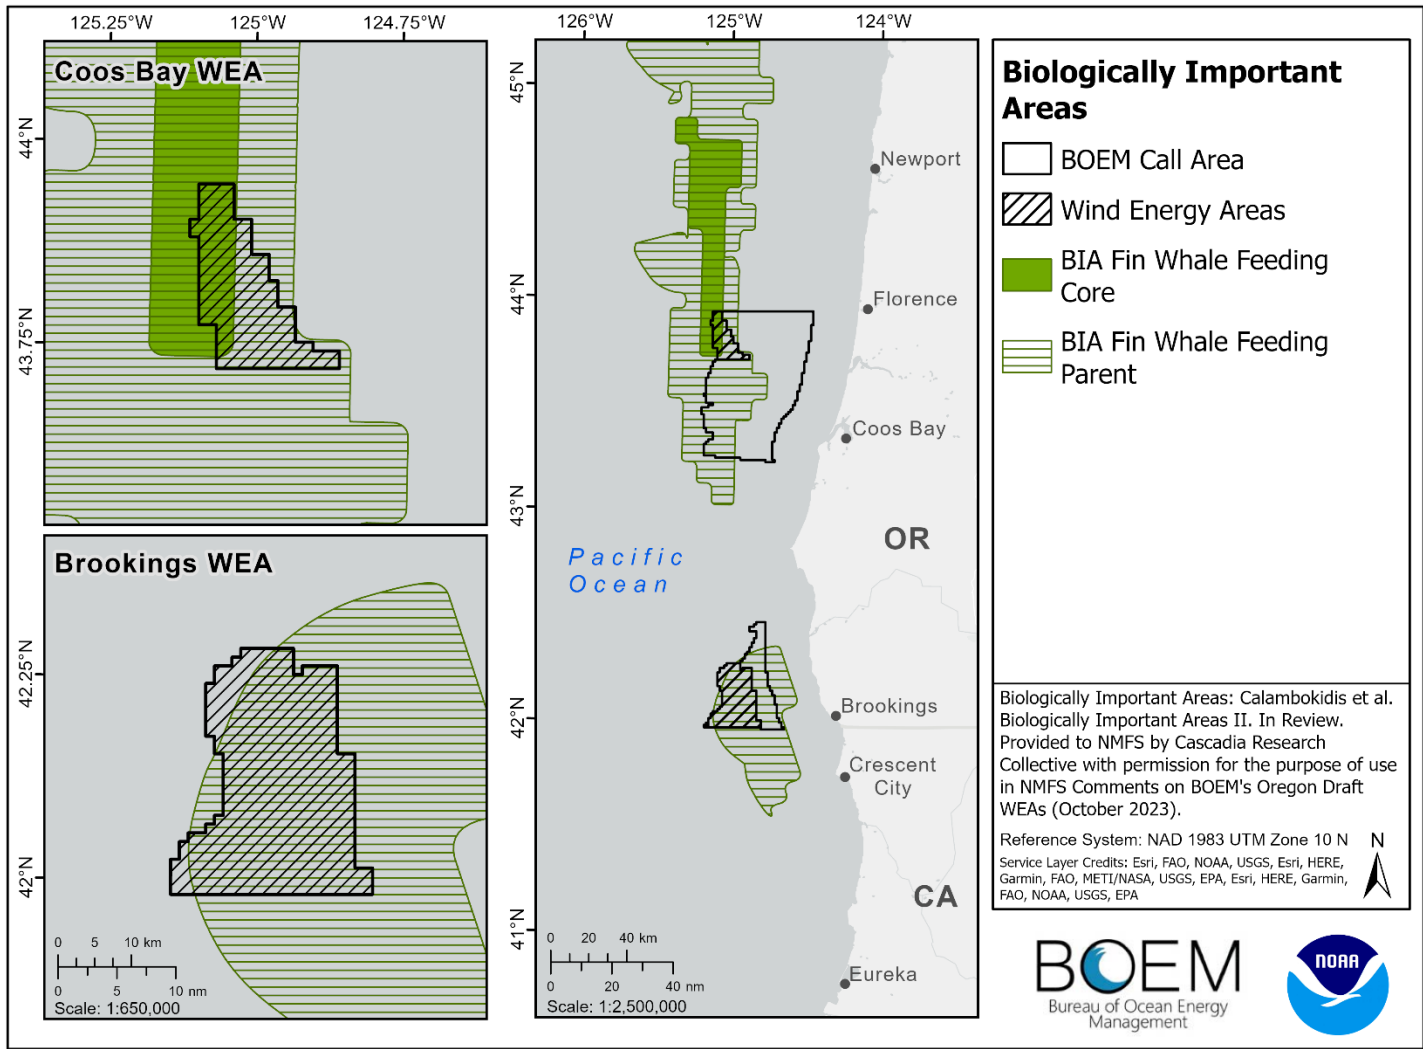 125.25°W 125°W 124.75°W
Coos Bay WEA
44°N
43.75°N
Brookings WEA
42.25°N
42°N
0 5 10 km
0 5 10 nm
Scale: 1:650,000
126°W 125°W 124°W
45°N
44°N
43°N
42°N
41°N
Newport
Florence
Coos Bay
OR
Pacific
Ocean
Brookings
Crescent
City
CA
Eureka
0 20 40 km
0 20 40 nm
Scale: 1:2,500,000
Biologically Important
Areas
BOEM Call Area
Wind Energy Areas
BIA Fin Whale Feeding
Core
BIA Fin Whale Feeding
Parent
Biologically Important Areas: Calambokidis et al.
Biologically Important Areas II. In Review.
Provided to NMFS by Cascadia Research
Collective with permission for the purpose of use
in NMFS Comments on BOEM's Oregon Draft
WEAs (October 2023).
Reference System: NAD 1983 UTM Zone 10 N
N
Service Layer Credits: Esri, FAO, NOAA, USGS, Esri, HERE,
Garmin, FAO, METI/NASA, USGS, EPA, Esri, HERE, Garmin,
FAO, NOAA, USGS, EPA
BOEM
Bureau of Ocean Energy
Management
NOAA